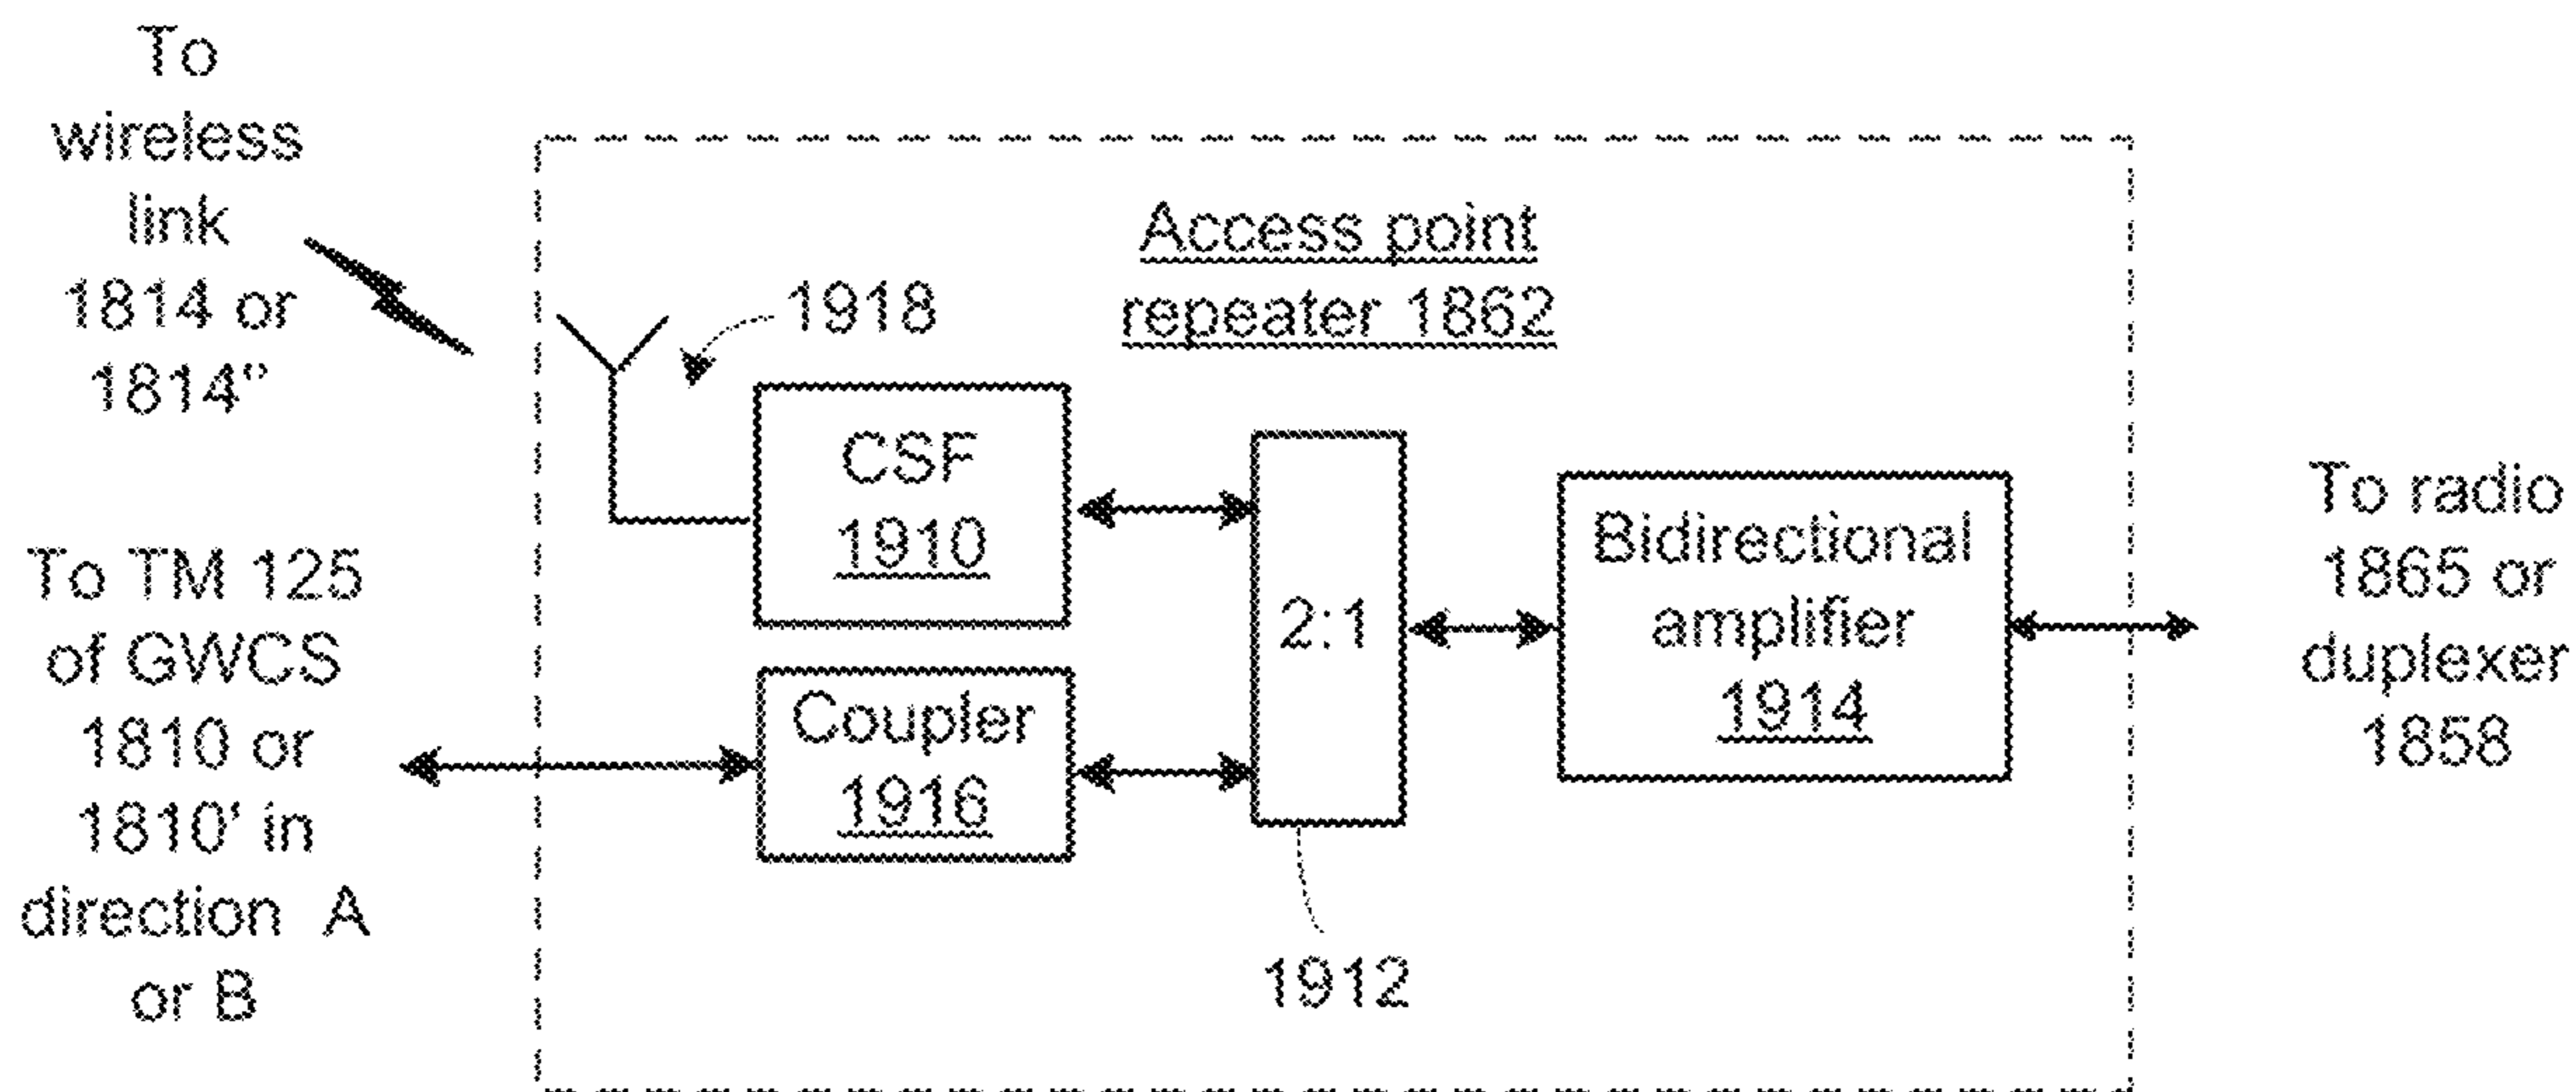 To
wireless
link
1814 or
1814"
Access point
repeater 1862
1918
CSF
1910
To TM 125
of GWCS
1810 or
1810' in
direction A
or B
Coupler
1916
2:1
1912
Bidirectional
amplifier
1914
To radio
1865 or
duplexer
1858